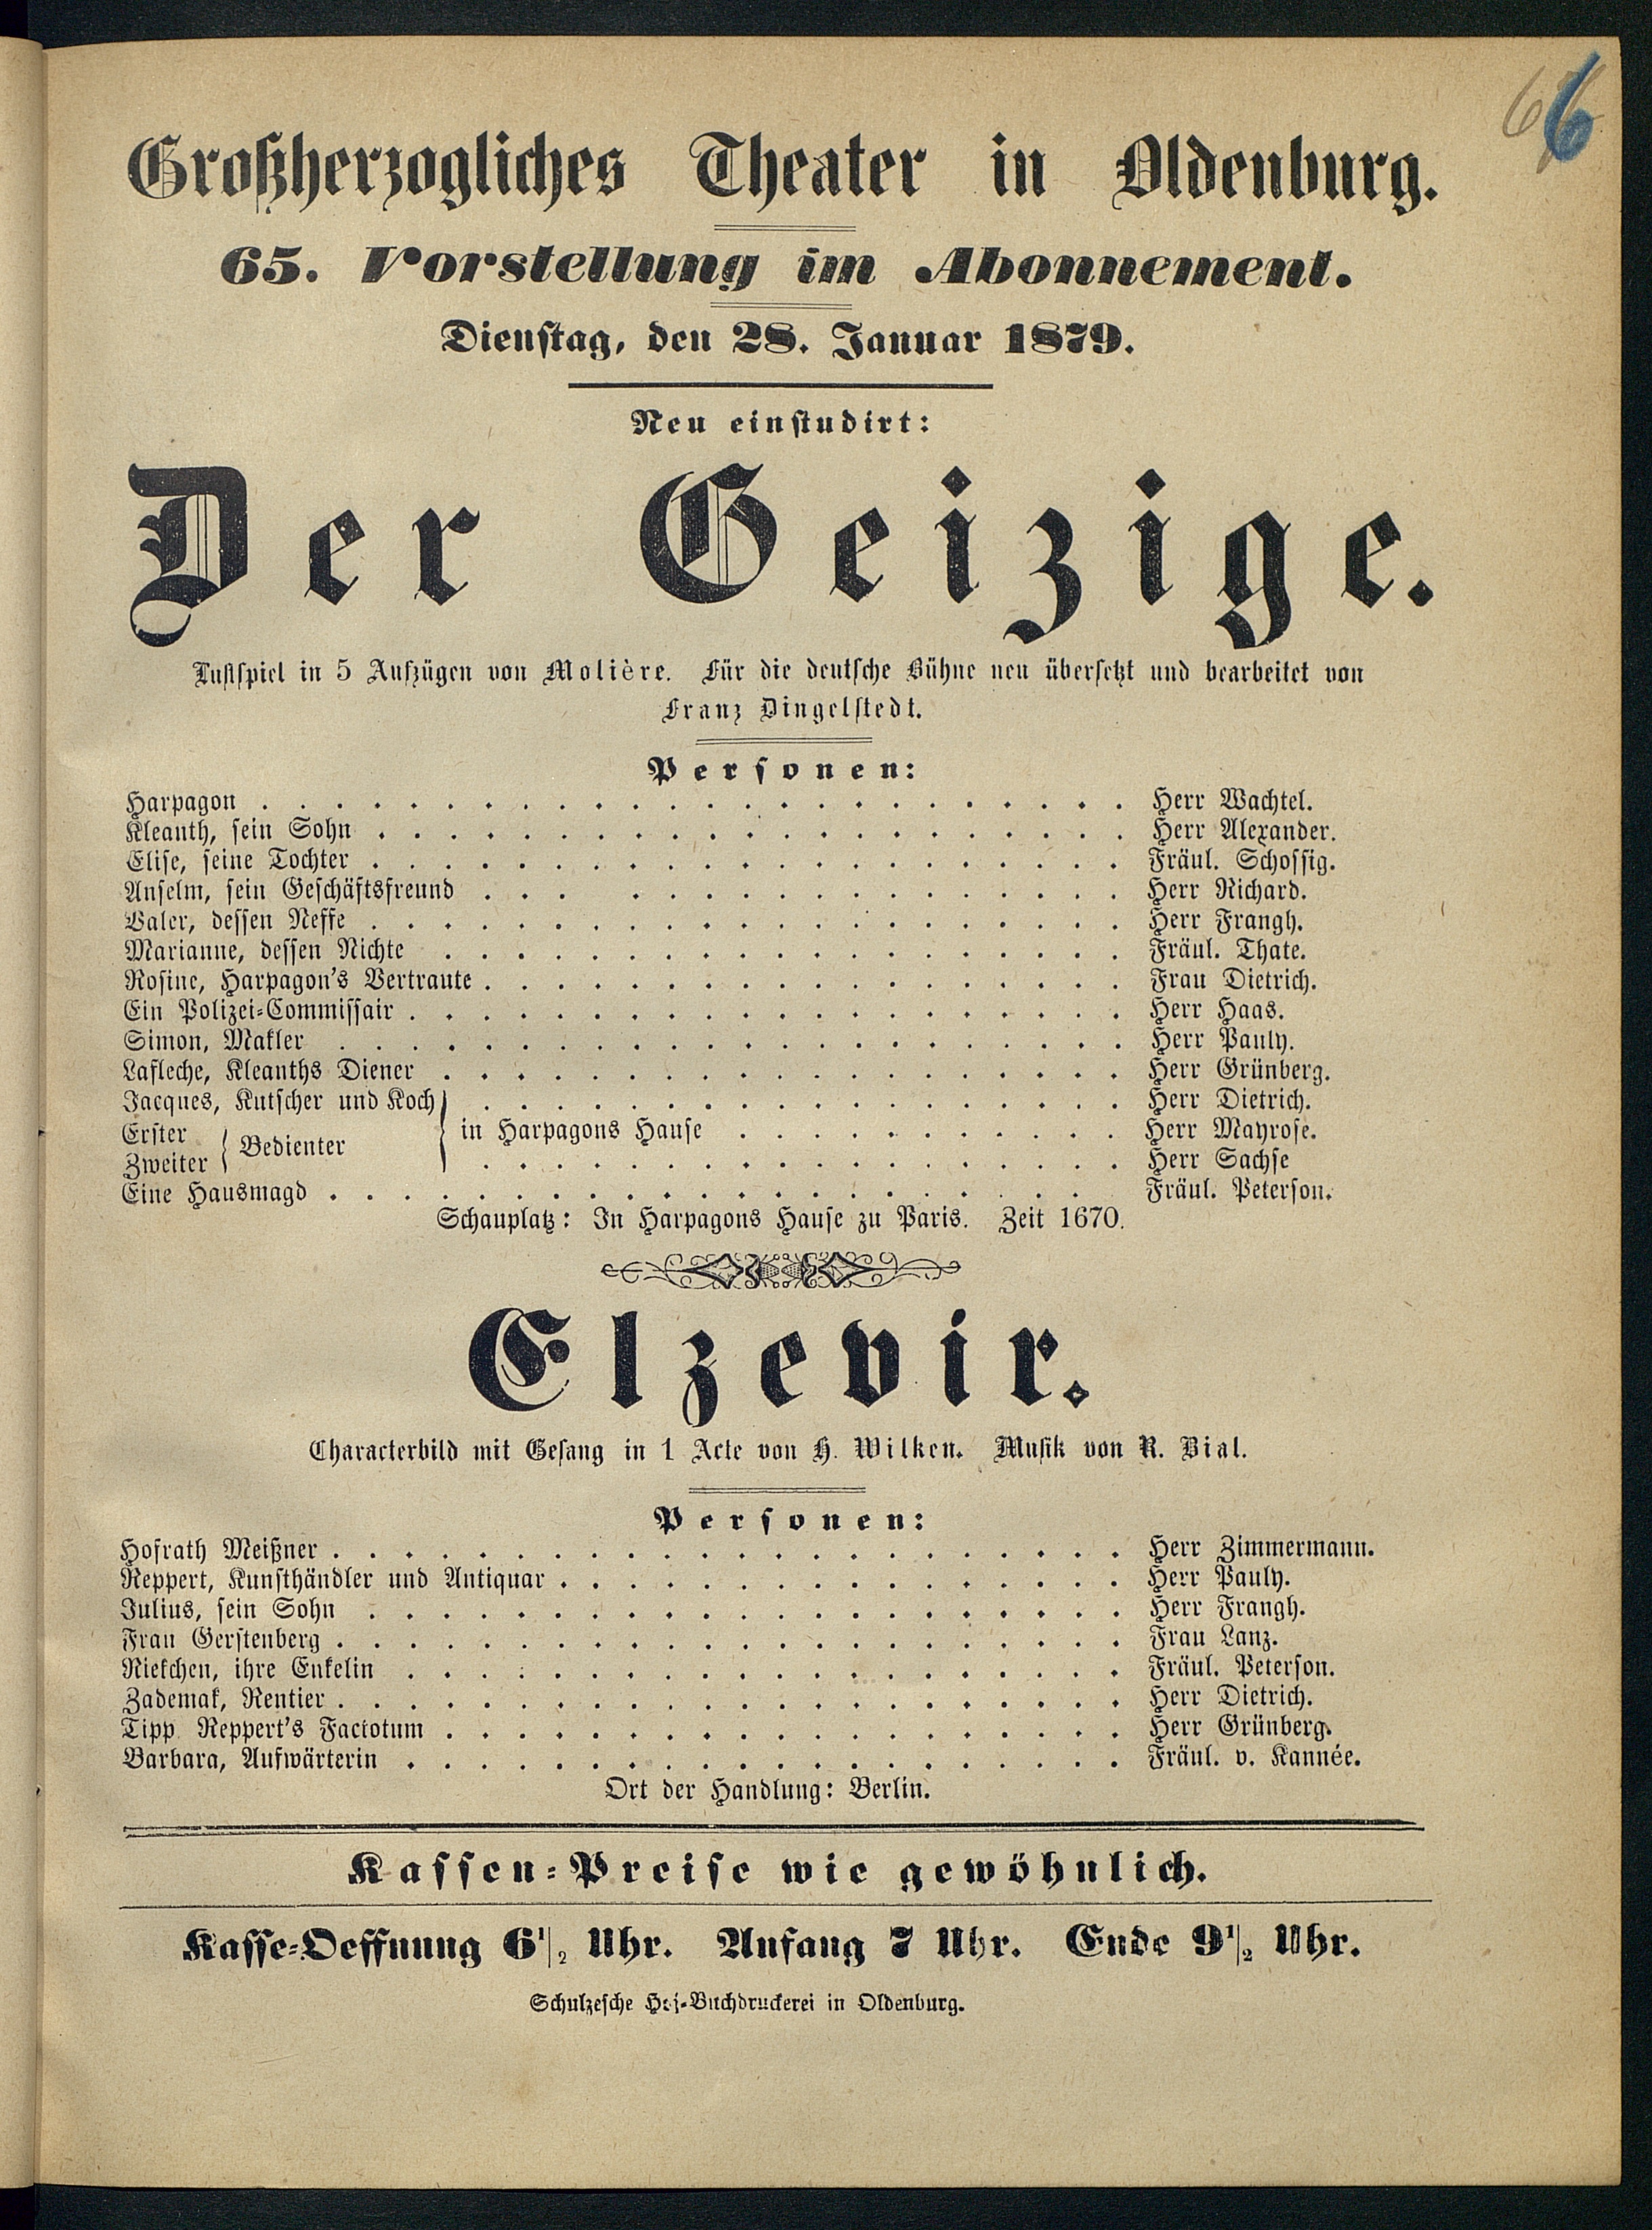 66
Großherzogliches Theater in Oldenburg.
65. Vorstellung im Abonnement.
Dienstag, den 28. Januar 1879.
Neu einstudirt:
Der Geizige.
Lustspiel in 5 Aufzügen von Molière. Für die deutsche Bühne neu übersetzt und bearbeitet von
Franz Dingelstedt.
Personen:
Harpagon . . . Herr Wachtel.
Kleanth, sein Sohn . . . Herr Alexander.
Elise, seine Tochter . . . Fräul. Schossig.
Anselm, sein Geschäftsfreund . . . Herr Richard.
Valer, dessen Neffe . . . Herr Frangh.
Marianne, dessen Nichte . . . Fräul. Thate.
Rosine, Harpagon's Vertraute . . . Frau Dietrich.
Ein Polizei-Commissair . . . Herr Haas.
Simon, Makler . . . Herr Pauly.
Lafleche, Kleanths Diener . . . Herr Grünberg.
Jacques, Kutscher und Koch . . . Herr Dietrich.
Erster Bedienter in Harpagons Hause . . . Herr Mayrose.
Zweiter . . . Herr Sachse
Eine Hausmagd . . . Fräul. Peterson.
Schauplatz: In Harpagons Hause zu Paris. Zeit 1670.
Elzevir.
Characterbild mit Gesang in 1 Acte von H. Wilken. Musik von R. Bial.
Personen:
Hofrath Meißner . . . Herr Zimmermann.
Reppert, Kunsthändler und Antiquar . . . Herr Pauly.
Julius, sein Sohn . . . Herr Frangh.
Frau Gerstenberg . . . Frau Lanz.
Riekchen, ihre Enkelin . . . Fräul. Peterson.
Zademak, Rentier . . . Herr Dietrich.
Tipp Reppert's Factotum . . . Herr Grünberg.
Barbara, Aufwärterin . . . Fräul. v. Kannée.
Ort der Handlung: Berlin.
Kassen-Preise wie gewöhnlich.
Kasse-Oeffnung 6 1/2 Uhr. Anfang 7 Uhr. Ende 9 1/2 Uhr.
Schulzesche Hof-Buchdruckerei in Oldenburg.